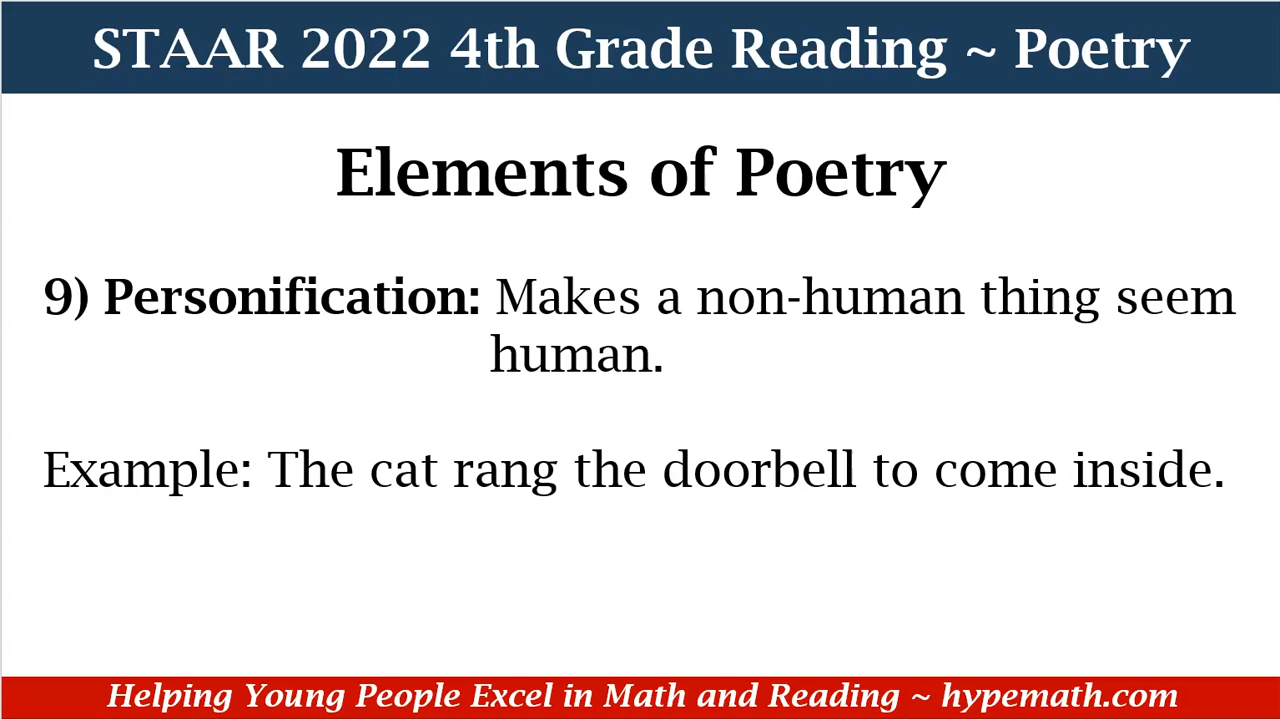 STAAR 2022 4th Grade Reading ~ Poetry
Elements of Poetry
9) Personification: Makes a non-human thing seem
human.
Example: The cat rang the doorbell to come inside.
Helping Young People Excel in Math and Reading ~ hypemath.com